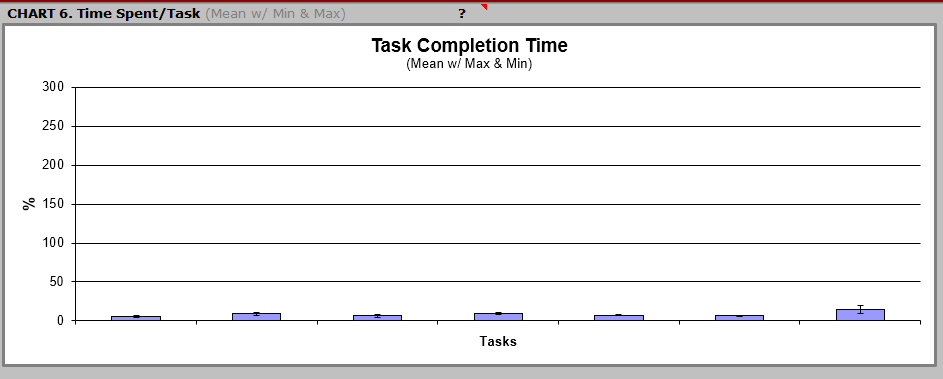 CHART 6. Time Spent/Task (Mean w/ Min & Max) ?
Task Completion Time
(Mean w/ Max & Min)
300
250
200
150
100
50
0
%
Tasks